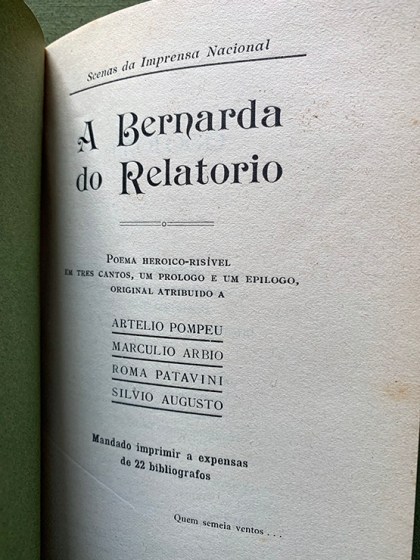 Scenas da Imprensa Nacional
A Bernarda
do Relatorio
POEMA HEROICO-RISÍVEL
EM TRES CANTOS, UM PROLOGO E UM EPILOGO,
ORIGINAL ATRIBUIDO A
ARTELIO POMPEU
MARCULIO ARBIO
ROMA PATAVINI
SILVIO AUGUSTO
Mandado imprimir a expensas
de 22 bibliografos
Quem semeia ventos . . .